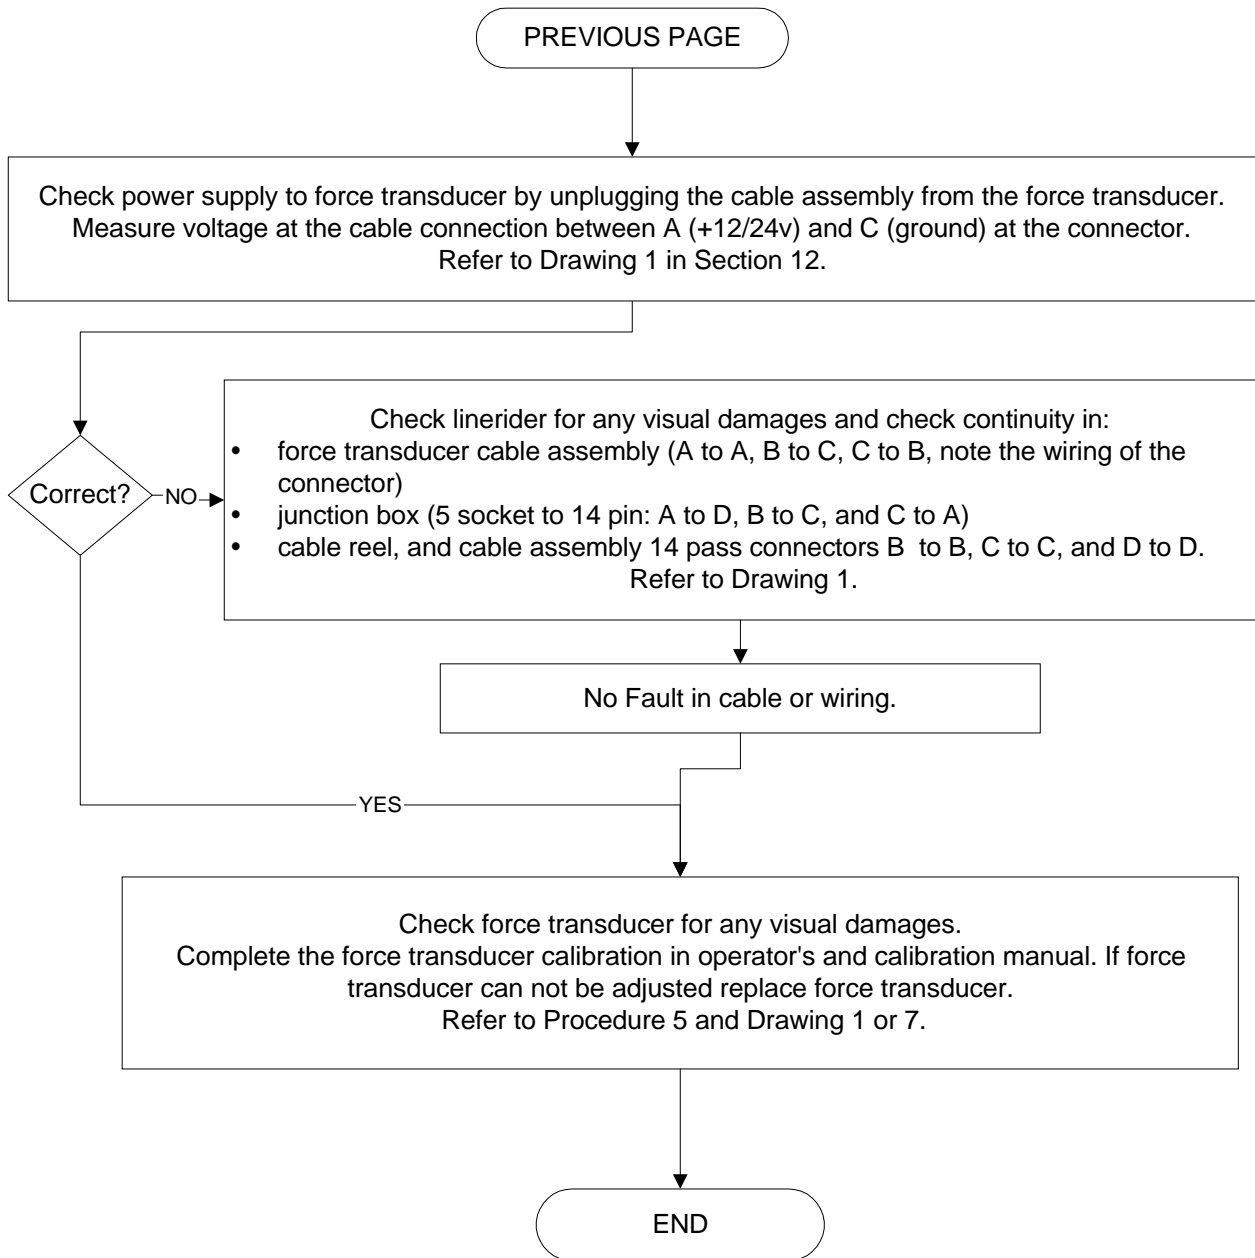 PREVIOUS PAGE
Check power supply to force transducer by unplugging the cable assembly from the force transducer.
Measure voltage at the cable connection between A (+12/24v) and C (ground) at the connector.
Refer to Drawing 1 in Section 12.
Correct?
NO
Check linerider for any visual damages and check continuity in:
• force transducer cable assembly (A to A, B to C, C to B, note the wiring of the
connector)
• junction box (5 socket to 14 pin: A to D, B to C, and C to A)
• cable reel, and cable assembly 14 pass connectors B  to B, C to C, and D to D.
Refer to Drawing 1.
No Fault in cable or wiring.
YES
Check force transducer for any visual damages.
Complete the force transducer calibration in operator's and calibration manual. If force
transducer can not be adjusted replace force transducer.
Refer to Procedure 5 and Drawing 1 or 7.
END